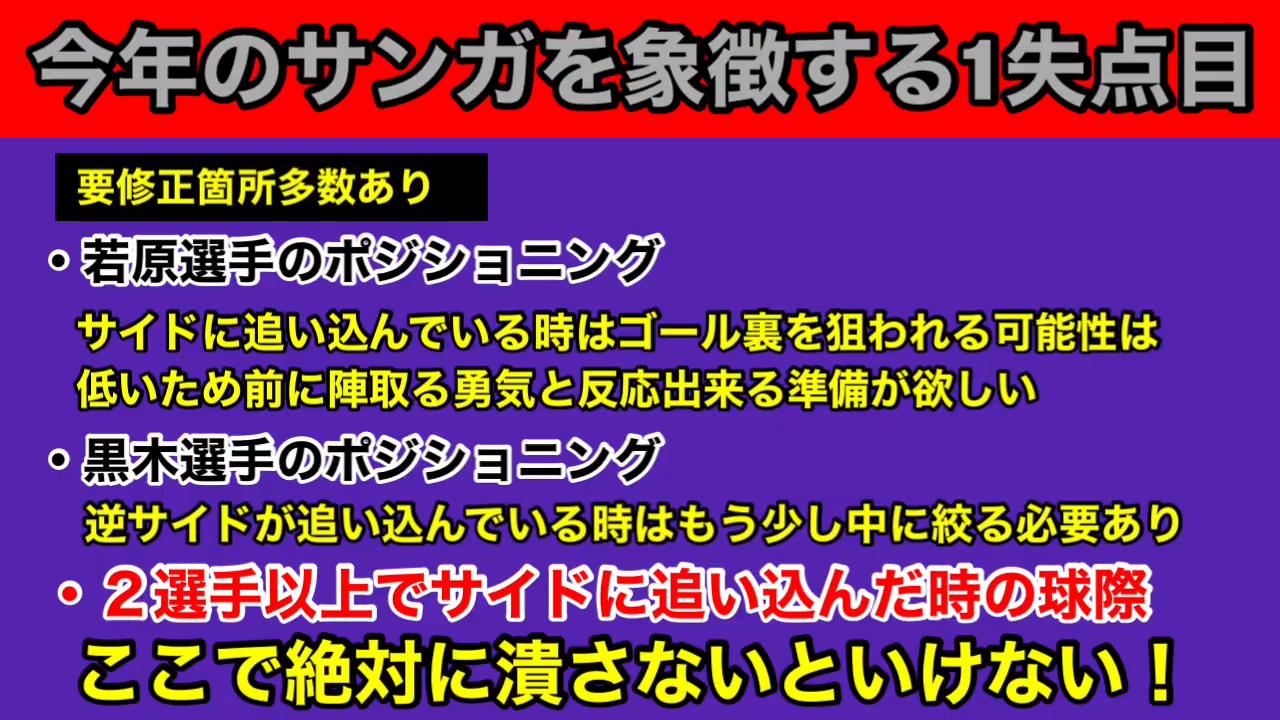 今年のサンガを象徴する1失点目
要修正箇所多数あり
・若原選手のポジショニング
サイドに追い込んでいる時はゴール裏を狙われる可能性は
低いため前に陣取る勇気と反応出来る準備が欲しい
・黒木選手のポジショニング
逆サイドが追い込んでいる時はもう少し中に絞る必要あり
・２選手以上でサイドに追い込んだ時の球際
ここで絶対に潰さないといけない！